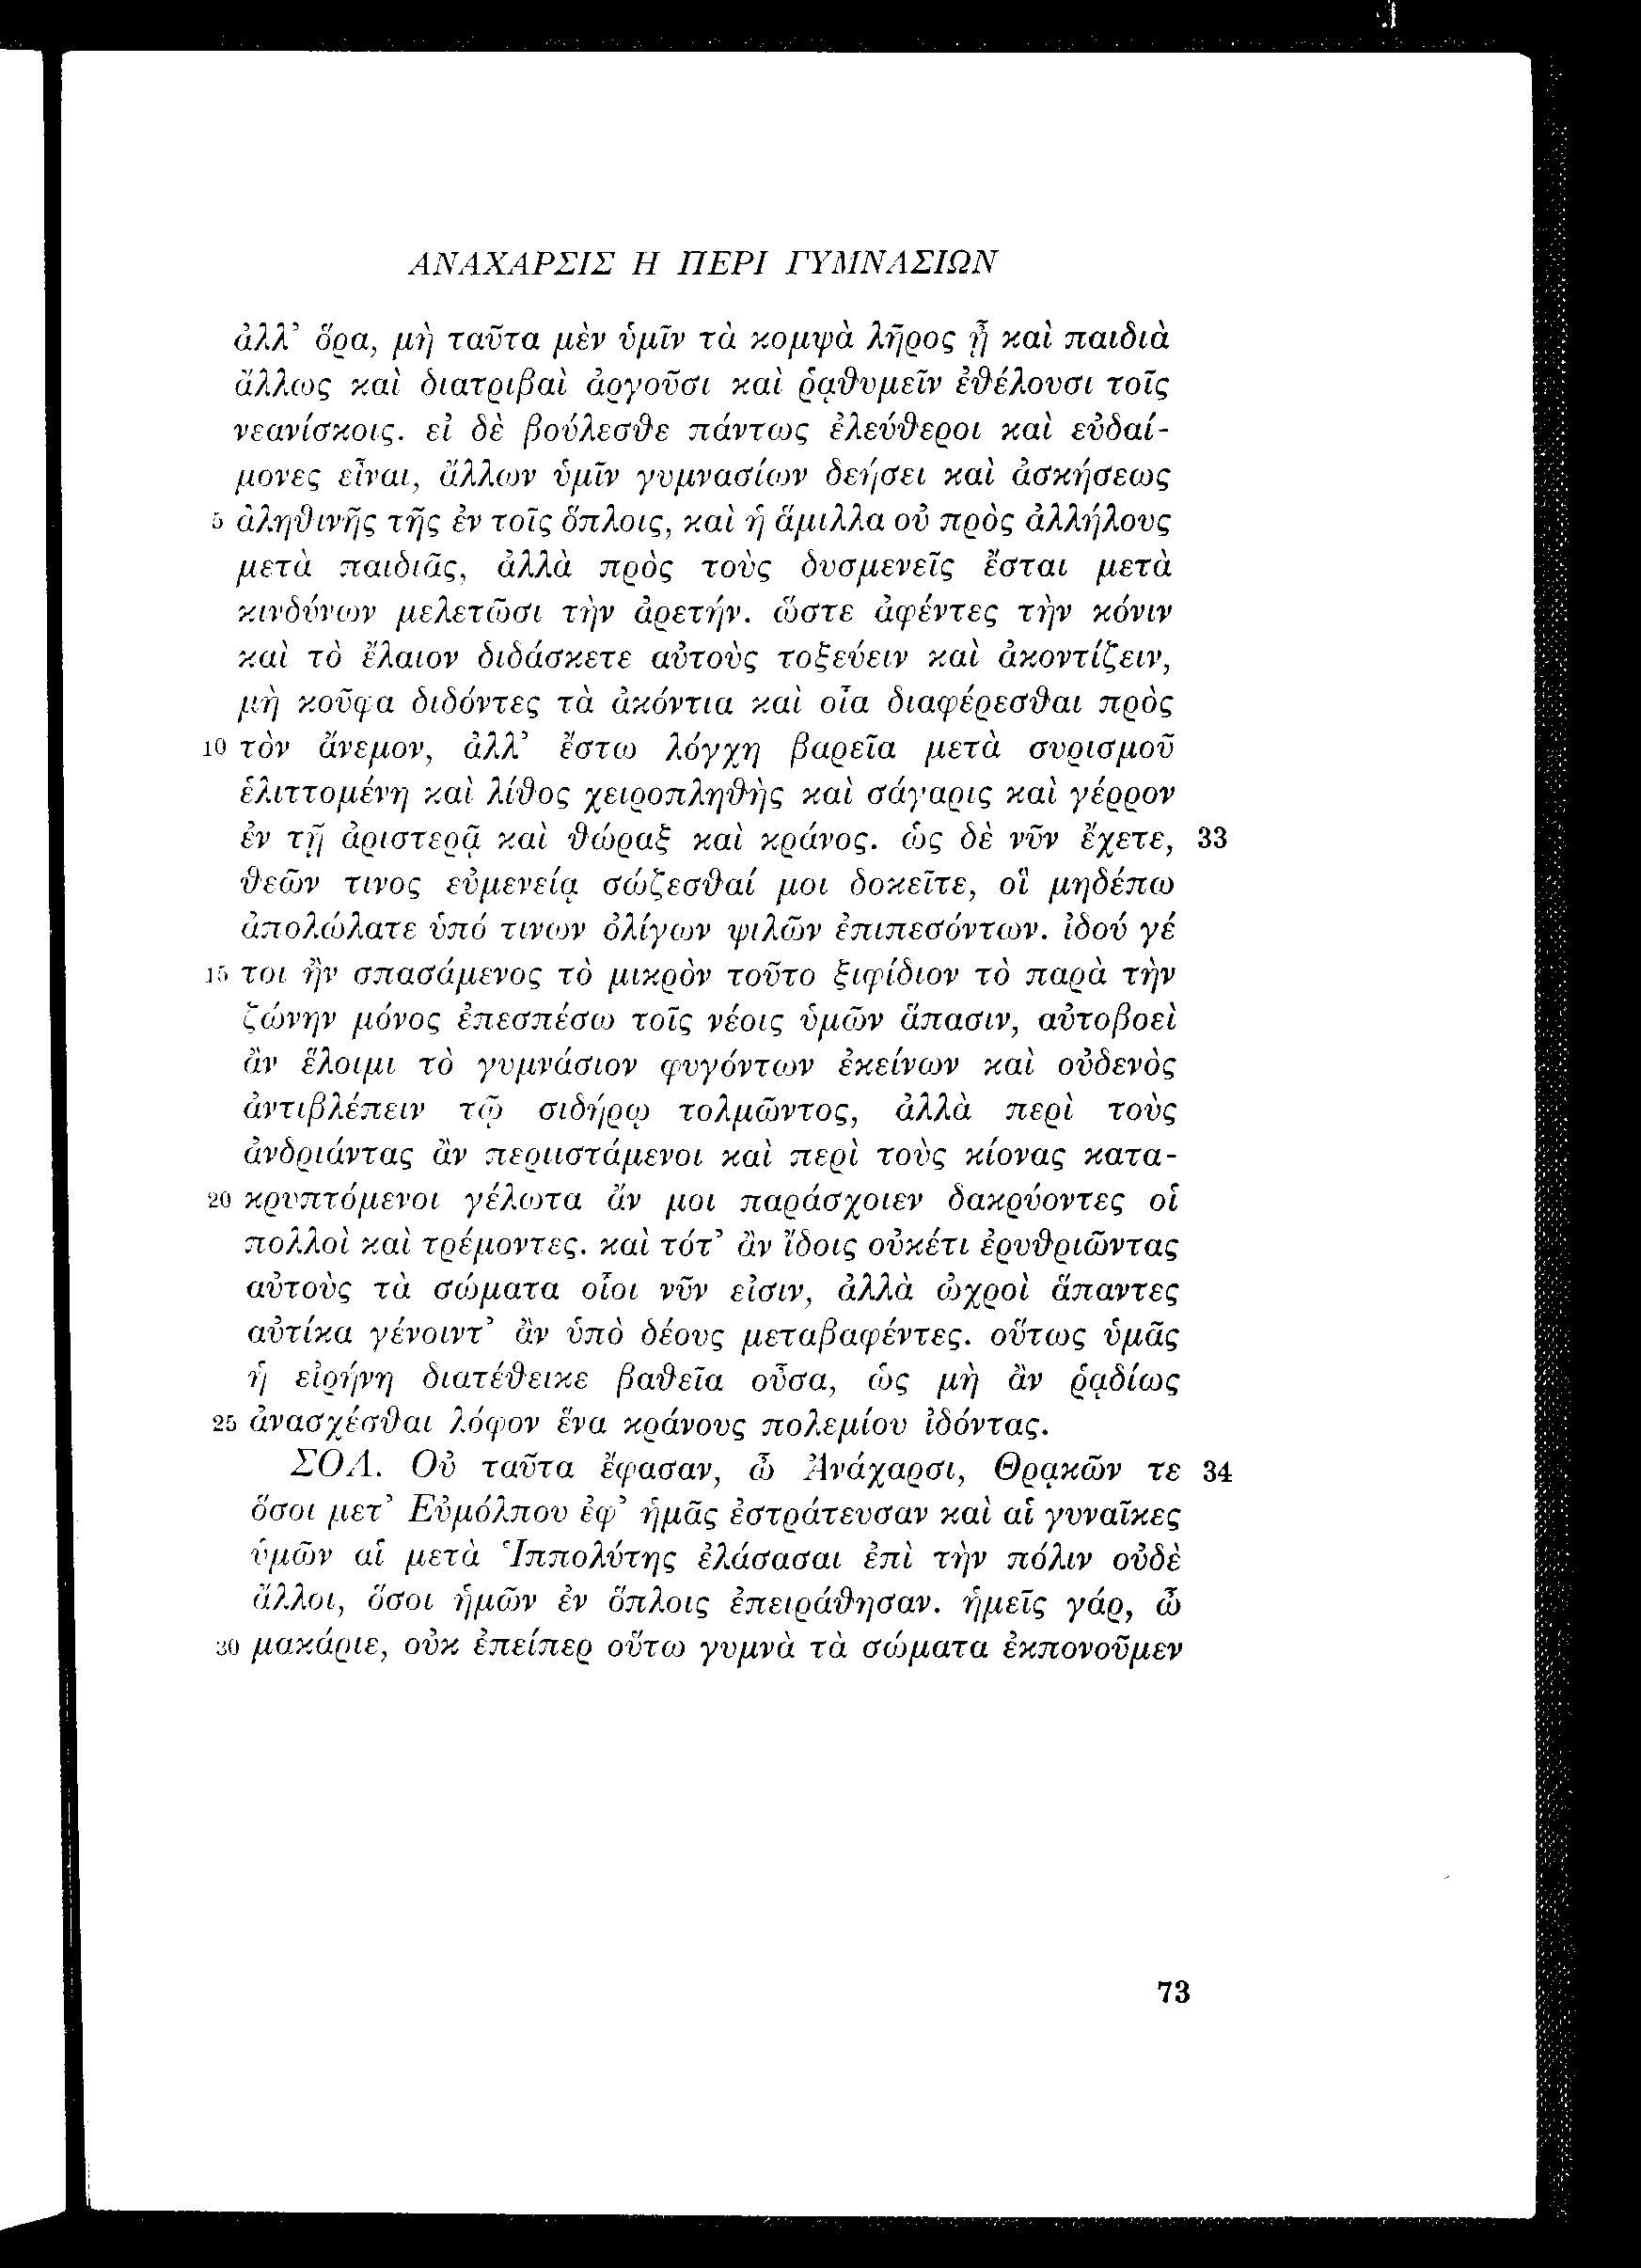 ΑΝΑΧΑΡΣΙΣ Η ΠΕΡΙ ΓΥΜΝΑΣΙΩΝ
ἀλλ’ ὅρα, μὴ ταῦτα μὲν ὑμῖν τὰ κομψὰ λῆρος ᾖ καὶ παιδιὰ
ἄλλως καὶ διατριβαὶ ἀργοῦσι καὶ ῥᾳθυμεῖν ἐθέλουσι τοῖς
νεανίσκοις. εἰ δὲ βούλεσθε πάντως ἐλεύθεροι καὶ εὐδαί-
μονες εἶναι, ἄλλων ὑμῖν γυμνασίων δεήσει καὶ ἀσκήσεως
5 ἀληθινῆς τῆς ἐν τοῖς ὅπλοις, καὶ ἡ ἅμιλλα οὐ πρὸς ἀλλήλους
μετὰ παιδιᾶς, ἀλλὰ πρὸς τοὺς δυσμενεῖς ἔσται μετὰ
κινδύνων μελετῶσι τὴν ἀρετήν. ὥστε ἀφέντες τὴν κόνιν
καὶ τὸ ἔλαιον διδάσκετε αὐτοὺς τοξεύειν καὶ ἀκοντίζειν,
μὴ κοῦφα διδόντες τὰ ἀκόντια καὶ οἷα διαφέρεσθαι πρὸς
10 τὸν ἄνεμον, ἀλλ’ ἔστω λόγχη βαρεῖα μετὰ συρισμοῦ
ἑλιττομένη καὶ λίθος χειροπληθὴς καὶ σάγαρις καὶ γέρρον
ἐν τῇ ἀριστερᾷ καὶ θώραξ καὶ κράνος. ὡς δὲ νῦν ἔχετε, 33
θεῶν τινος εὐμενείᾳ σώζεσθαί μοι δοκεῖτε, οἳ μηδέπω
ἀπολώλατε ὑπό τινων ὀλίγων ψιλῶν ἐπιπεσόντων. ἰδού γέ
15 τοι ἢν σπασάμενος τὸ μικρὸν τοῦτο ξιφίδιον τὸ παρὰ τὴν
ζώνην μόνος ἐπεσπέσω τοῖς νέοις ὑμῶν ἅπασιν, αὐτοβοεὶ
ἂν ἕλοιμι τὸ γυμνάσιον φυγόντων ἐκείνων καὶ οὐδενὸς
ἀντιβλέπειν τῷ σιδήρῳ τολμῶντος, ἀλλὰ περὶ τοὺς
ἀνδριάντας ἂν περιιστάμενοι καὶ περὶ τοὺς κίονας κατα-
20 κρυπτόμενοι γέλωτα ἄν μοι παράσχοιεν δακρύοντες οἱ
πολλοὶ καὶ τρέμοντες. καὶ τότ’ ἂν ἴδοις οὐκέτι ἐρυθριῶντας
αὐτοὺς τὰ σώματα οἷοι νῦν εἰσιν, ἀλλὰ ὠχροὶ ἅπαντες
αὐτίκα γένοιντ’ ἂν ὑπὸ δέους μεταβαφέντες. οὕτως ὑμᾶς
ἡ εἰρήνη διατέθεικε βαθεῖα οὖσα, ὡς μὴ ἂν ῥᾳδίως
25 ἀνασχέσθαι λόφον ἕνα κράνους πολεμίου ἰδόντας.
ΣΟΛ. Οὐ ταῦτα ἔφασαν, ὦ Ἀνάχαρσι, Θρᾳκῶν τε 34
ὅσοι μετ’ Εὐμόλπου ἐφ’ ἡμᾶς ἐστράτευσαν καὶ αἱ γυναῖκες
ὑμῶν αἱ μετὰ Ἱππολύτης ἐλάσασαι ἐπὶ τὴν πόλιν οὐδὲ
ἄλλοι, ὅσοι ἡμῶν ἐν ὅπλοις ἐπειράθησαν. ἡμεῖς γάρ, ὦ
30 μακάριε, οὐκ ἐπείπερ οὕτω γυμνὰ τὰ σώματα ἐκπονοῦμεν
73